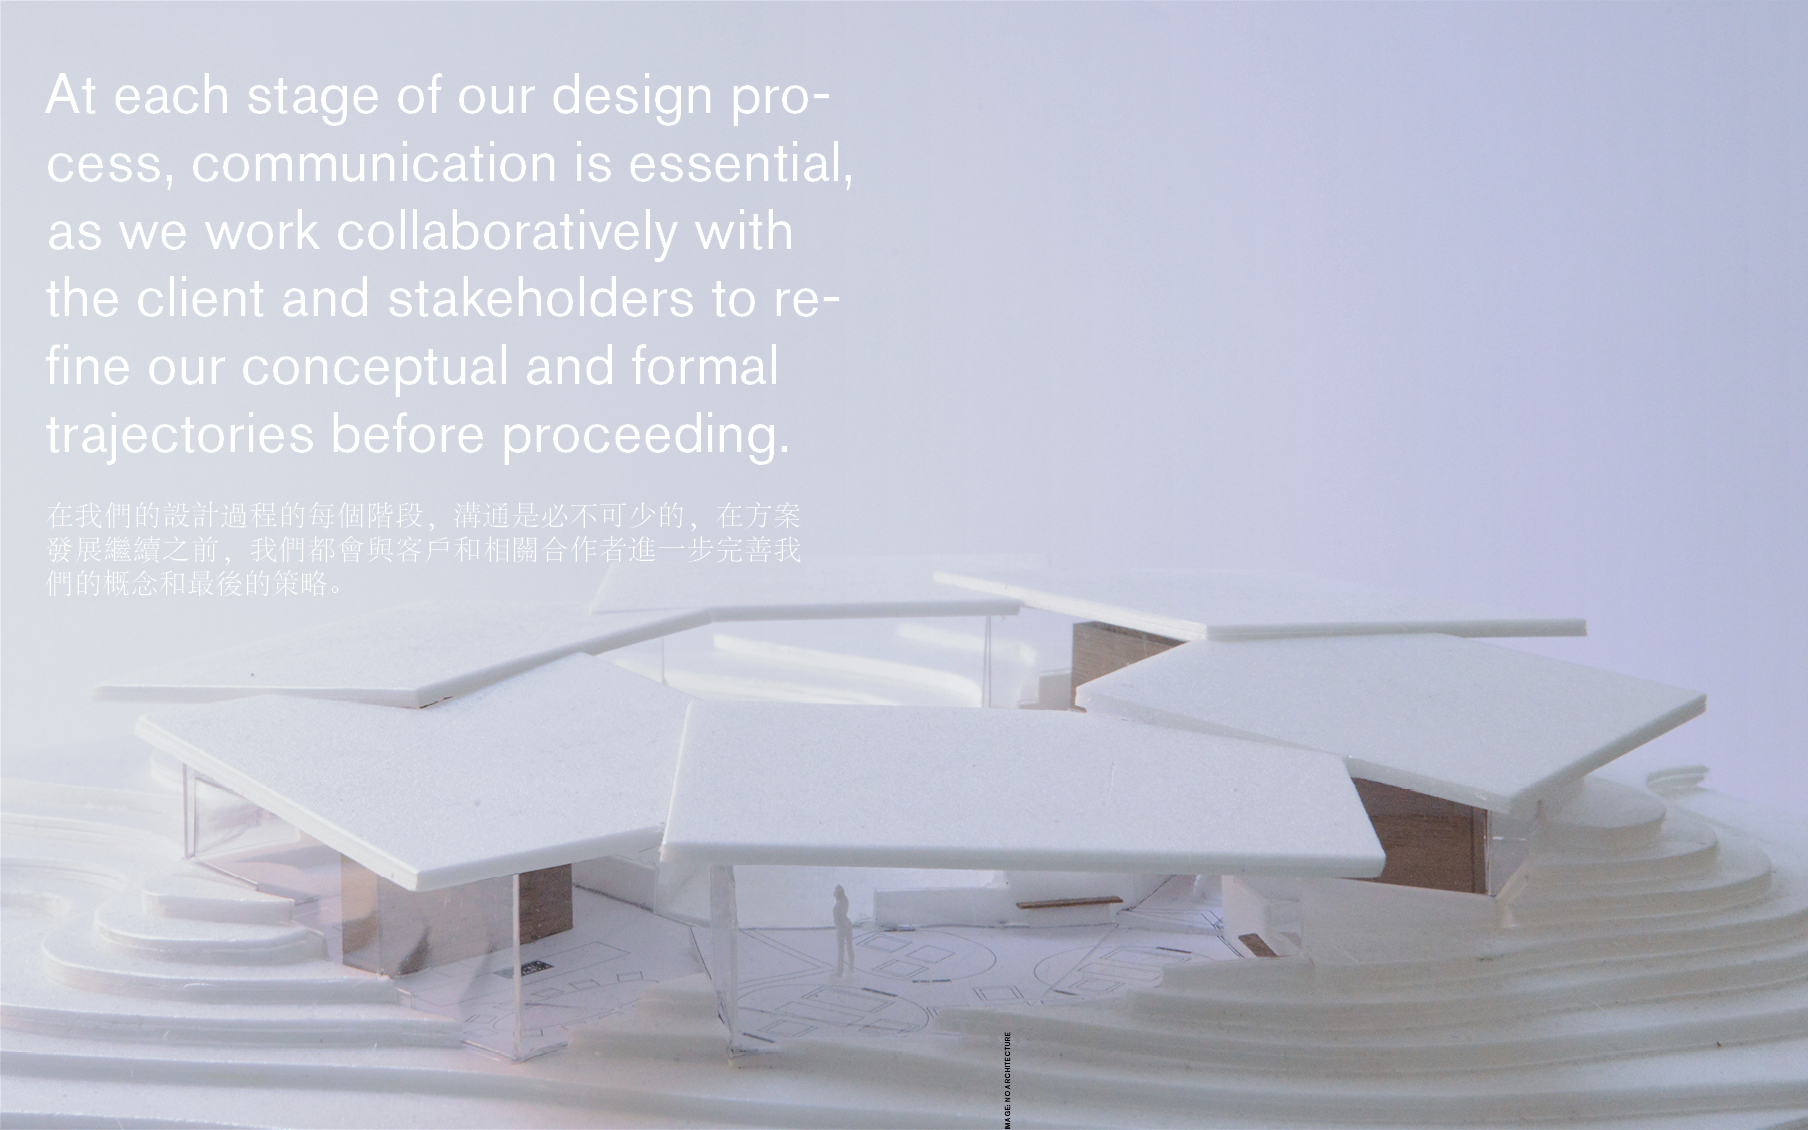 At each stage of our design pro-
cess, communication is essential,
as we work collaboratively with
the client and stakeholders to re-
fine our conceptual and formal
trajectories before proceeding.
在我們的設計過程的每個階段，溝通是必不可少的，在方案
發展繼續之前，我們都會與客戶和相關合作者進一步完善我
們的概念和最後的策略。
IMAGE: NO ARCHITECTURE